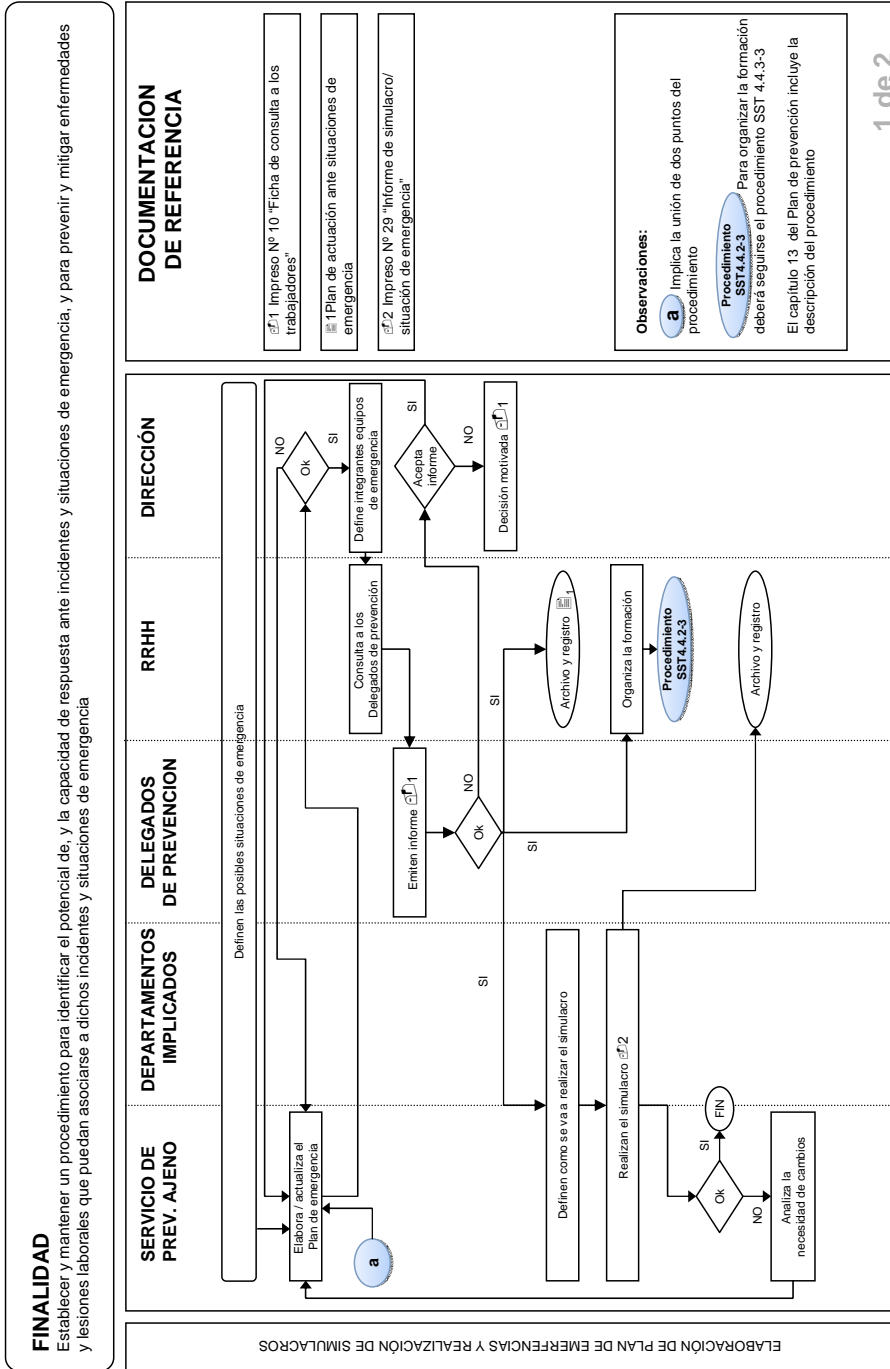 FINALIDAD
Establecer y mantener un procedimiento para identificar el potencial de, y la capacidad de respuesta ante incidentes y situaciones de emergencia, y para prevenir y mitigar enfermedades
y lesiones laborales que puedan asociarse a dichos incidentes y situaciones de emergencia
ELABORACIÓN DE PLAN DE EMERFENCIAS Y REALIZACIÓN DE SIMULACROS
SERVICIO DE
PREV. AJENO
DEPARTAMENTOS
IMPLICADOS
DELEGADOS
DE PREVENCION
RRHH
DIRECCIÓN
Definen las posibles situaciones de emergencia
Elabora / actualiza el
Plan de emergencia
a
NO
Ok
SI
Define integrantes equipos
de emergencia
Consulta a los
Delegados de prevención
Emiten informe 1
Ok
NO
SI
SI
SI
Acepta
informe
SI
NO
Decisión motivada 1
Archivo y registro 1
Organiza la formación
Procedimiento
SST4.4.2-3
Definen como se va a realizar el simulacro
Realizan el simulacro 2
Archivo y registro
Ok
SI
FIN
NO
Analiza la
necesidad de cambios
DOCUMENTACION
DE REFERENCIA
1 Impreso Nº 10 “Ficha de consulta a los
trabajadores”
1Plan de actuación ante situaciones de
emergencia
2 Impreso Nº 29 “Informe de simulacro/
situación de emergencia”
Observaciones:
a Implica la unión de dos puntos del
procedimiento
Procedimiento
SST4.4.2-3
Para organizar la formación
deberá seguirse el procedimiento SST 4.4.3-3
El capítulo 13 del Plan de prevención incluye la
descripción del procedimiento
1 de 2